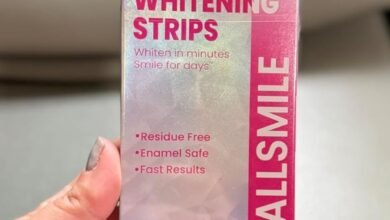 WHITENING
STRIPS
Whiten in minutes
Smile for days
•Residue Free
•Enamel Safe
•Fast Results
ALLSMILE